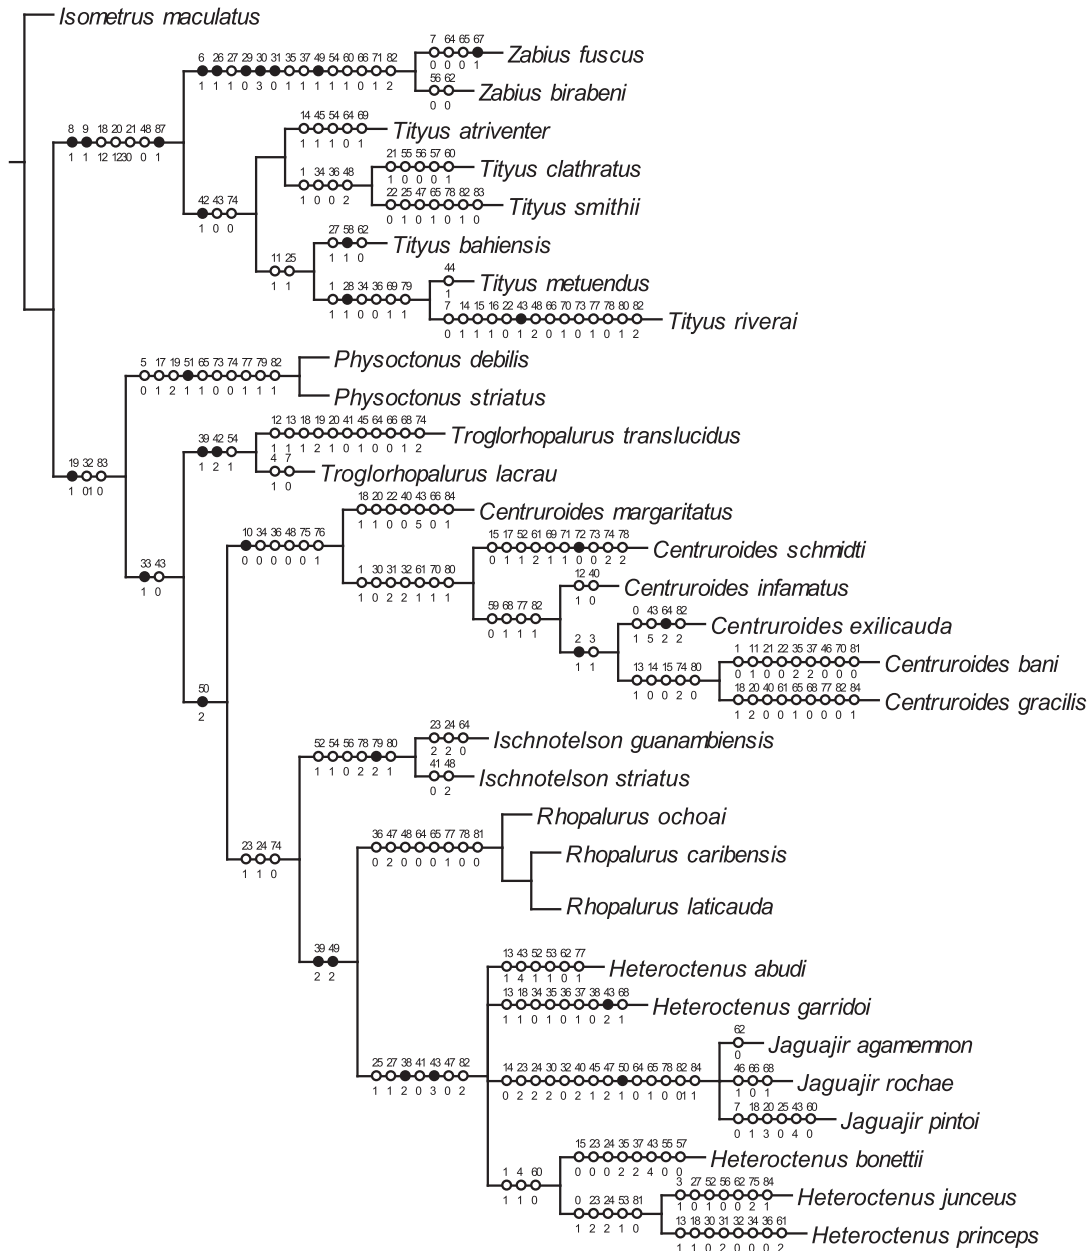 Isometrus maculatus
7 64 65 67
Zabius fuscus
0 0 0 1
6 26 27 29 30 31 35 37 49 54 60 66 71 82
1 1 1 0 3 0 1 1 1 1 1 0 1 2
56 62
Zabius birabeni
0 0
8 9 18 20 21 48 87
1 1 12 123 0 0 1
14 45 54 64 69
Tityus atriventer
1 1 1 0 1
21 55 56 57 60
Tityus clathratus
1 0 0 0 1
1 34 36 48
1 0 0 2
22 25 47 65 78 82 83
Tityus smithii
0 1 0 1 0 1 0
42 43 74
1 0 0
27 58 62
Tityus bahiensis
1 1 0
11 25
1 1
44
Tityus metuendus
1
1 28 34 36 69 79
1 1 0 0 1 1
7 14 15 16 22 43 48 66 70 73 77 78 80 82
Tityus riverai
0 1 1 1 0 1 2 0 1 0 1 0 1 2
Physoctonus debilis
5 17 19 51 65 73 74 77 79 82
0 1 2 1 1 0 0 1 1 1
Physoctonus striatus
12 13 18 19 20 41 45 64 66 68 74
Troglorhopalurus translucidus
1 1 1 2 1 0 1 0 0 1 2
39 42 54
1 2 1
4 7
Troglorhopalurus lacrau
1 0
19 32 83
1 01 0
18 20 22 40 43 66 84
Centruroides margaritatus
1 1 0 0 5 0 1
10 34 36 48 75 76
0 0 0 0 0 1
15 17 52 61 69 71 72 73 74 78
Centruroides schmidti
0 1 1 2 1 1 0 0 2 2
33 43
1 0
1 30 31 32 61 70 80
1 0 2 2 1 1 1
12 40
Centruroides infamatus
1 0
59 68 77 82
0 1 1 1
0 43 64 82
Centruroides exilicauda
1 5 2 2
2 3
1 1
1 11 21 22 35 37 46 70 81
Centruroides bani
0 1 0 0 2 2 0 0 0
13 14 15 74 80
1 0 0 2 0
18 20 40 61 65 68 77 82 84
Centruroides gracilis
1 2 0 0 1 0 0 0 1
50
2
23 24 64
Ischnotelson guanambiensis
2 2 0
52 54 56 78 79 80
1 1 0 2 2 1
41 48
Ischnotelson striatus
0 2
Rhopalurus ochoai
36 47 48 64 65 77 78 81
0 2 0 0 0 1 0 0
Rhopalurus caribensis
23 24 74
1 1 0
Rhopalurus laticauda
39 49
2 2
13 43 52 53 62 77
Heteroctenus abudi
1 4 1 1 0 1
13 18 34 35 36 37 38 43 68
Heteroctenus garridoi
1 1 0 1 0 1 0 2 1
62
Jaguajir agamemnon
0
25 27 38 41 43 47 82
1 1 2 0 3 0 2
14 23 24 30 32 40 45 47 50 64 65 78 82 84
0 2 2 2 0 2 1 2 1 0 1 0 01 1
46 66 68
Jaguajir rochae
1 0 1
7 18 20 25 43 60
Jaguajir pintoi
0 1 3 0 4 0
15 23 24 35 37 43 55 57
Heteroctenus bonettii
0 0 0 2 2 4 0 0
1 4 60
1 1 0
3 27 52 56 62 75 84
Heteroctenus junceus
1 0 1 0 0 2 1
0 23 24 53 81
1 2 2 1 0
13 18 30 31 32 34 36 61
Heteroctenus princeps
1 1 0 2 0 0 0 2